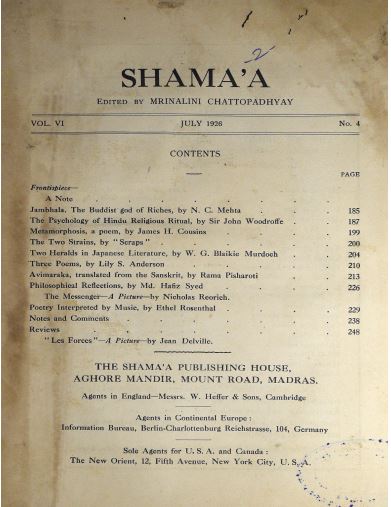 2
SHAMA'A
EDITED BY MRINALINI CHATTOPADHYAY
VOL. VI JULY 1926 No. 4
CONTENTS
PAGE
Frontispiece—
A Note
Jambhala, The Buddist god of Riches, by N. C. Mehta . . . 185
The Psychology of Hindu Religious Ritual, by Sir John Woodroffe . 187
Metamorphosis, a poem, by James H. Cousins . . . 199
The Two Strains, by "Scraps" . . . 200
Two Heralds in Japanese Literature, by W. G. Blaikie Murdoch . . 204
Three Poems, by Lily S. Anderson . . . 210
Avimaraka, translated from the Sanskrit, by Rama Pisharoti . . 213
Philosophical Reflections, by Md. Hafiz Syed . . . 226
The Messenger—A Picture—by Nicholas Reorich.
Poetry Interpreted by Music, by Ethel Rosenthal . . . 229
Notes and Comments . . . 238
Reviews . . . 248
"Les Forces"—A Picture—by Jean Delville.
THE SHAMA'A PUBLISHING HOUSE,
AGHORE MANDIR, MOUNT ROAD, MADRAS.
Agents in England—Messrs. W. Heffer & Sons, Cambridge
Agents in Continental Europe :
Information Bureau, Berlin-Charlottenburg Reichstrasse, 104, Germany
Sole Agents for U. S. A. and Canada :
The New Orient, 12, Fifth Avenue, New York City, U. S. A.